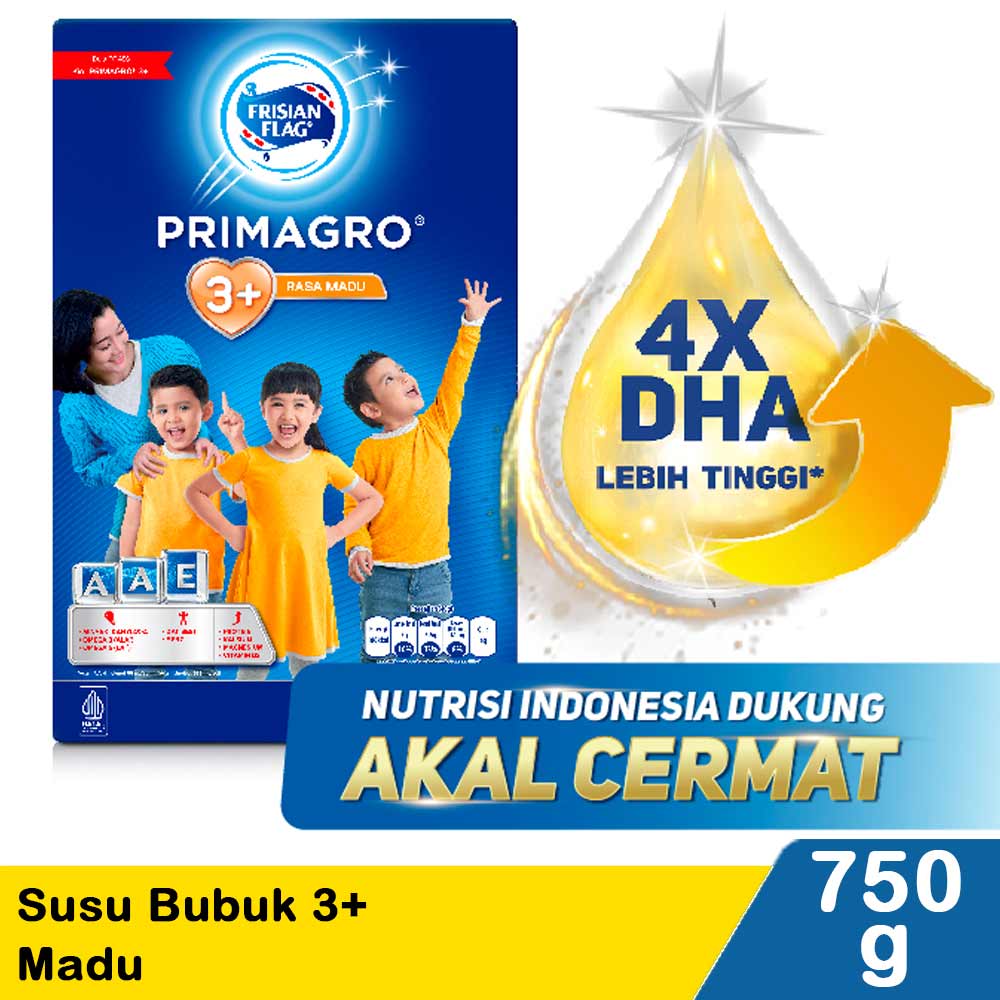 FRISIAN
FLAG®
PRIMAGRO®
3+
RASA MADU
A A E
4X
DHA
LEBIH TINGGI*
NUTRISI INDONESIA DUKUNG
AKAL CERMAT
Susu Bubuk 3+
Madu
750
g